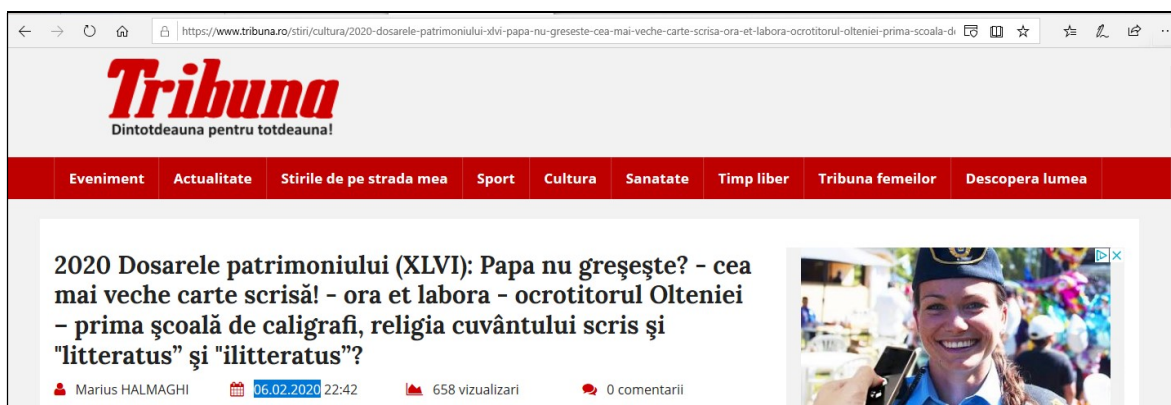 https://www.tribuna.ro/stiri/cultura/2020-dosarele-patrimoniului-xlvi-papa-nu-greseste-cea-mai-veche-carte-scrisa-ora-et-labora-ocrotitorul-olteniei-prima-scoala-d
Tribuna
Dintotdeauna pentru totdeauna!
Eveniment Actualitate Stirile de pe strada mea Sport Cultura Sanatate Timp liber Tribuna femeilor Descopera lumea
2020 Dosarele patrimoniului (XLVI): Papa nu greşeşte? - cea
mai veche carte scrisă! - ora et labora - ocrotitorul Olteniei
– prima şcoală de caligrafi, religia cuvântului scris şi
"litteratus” şi "ilitteratus”?
Marius HALMAGHI 06.02.2020 22:42 658 vizualizari 0 comentarii